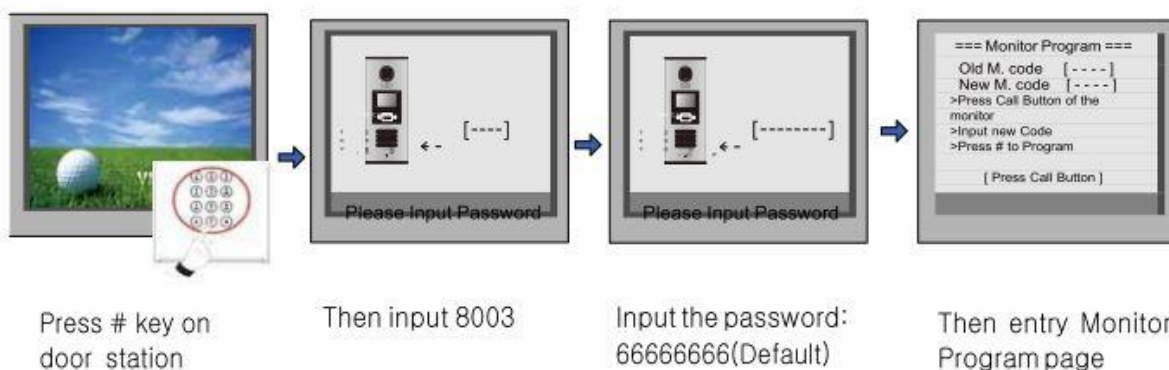 [----]
Please Input Password
[--------]
Please Input Password
=== Monitor Program ===
Old M. code [ - - - - ]
New M. code [ - - - - ]
>Press Call Button of the
monitor
>Input new Code
>Press # to Program
[ Press Call Button ]
Press # key on
door station
Then input 8003
Input the password:
66666666(Default)
Then entry Monitor
Program page